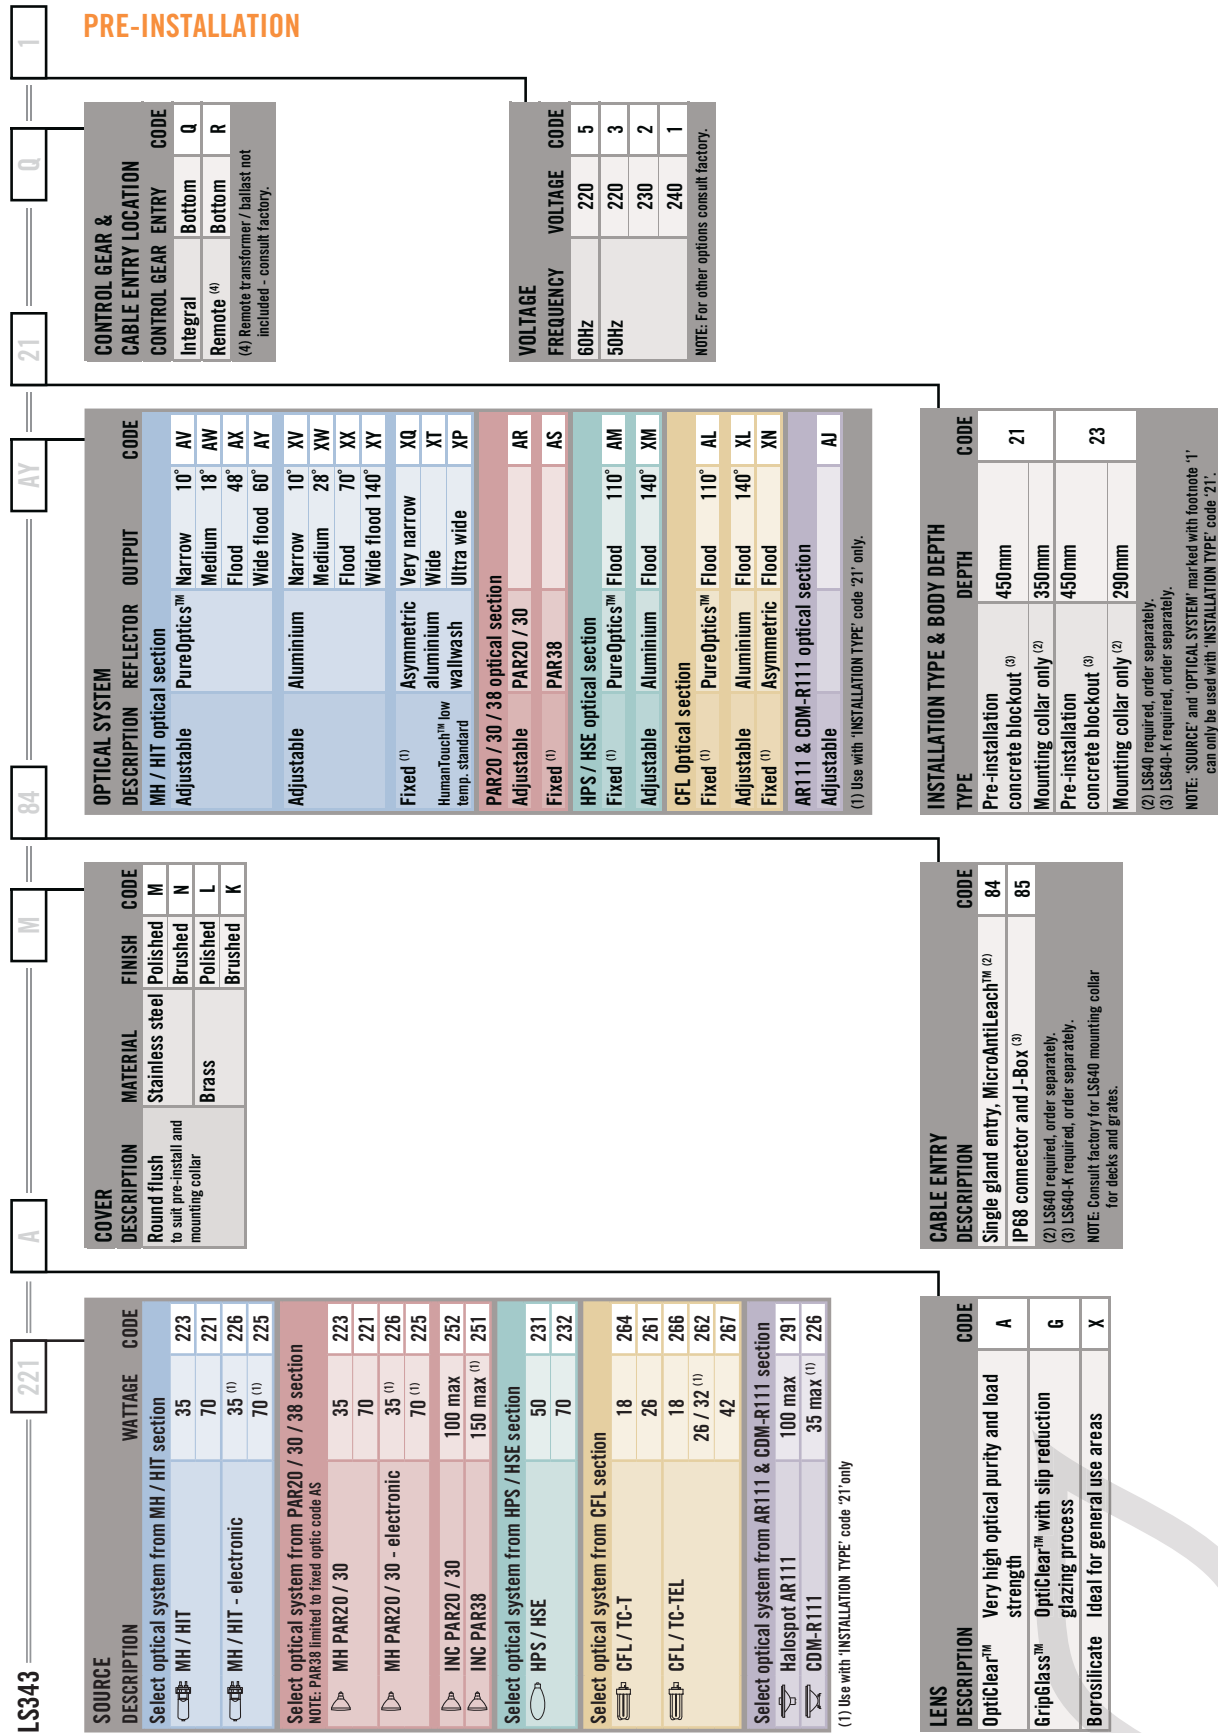 PRE-INSTALLATION
LS343 221 A M 84 AY 21 Q 1
SOURCE
DESCRIPTION WATTAGE CODE
Select optical system from MH / HIT section
MH / HIT 35 223
70 221
MH / HIT - electronic 35 (1) 226
70 (1) 225
Select optical system from PAR20 / 30 / 38 section
NOTE: PAR38 limited to fixed optic code AS
MH PAR20 / 30 35 223
70 221
MH PAR20 / 30 - electronic 35 (1) 226
70 (1) 225
INC PAR20 / 30 100 max 252
INC PAR38 150 max (1) 251
Select optical system from HPS / HSE section
HPS / HSE 50 231
70 232
Select optical system from CFL section
CFL / TC-T 18 264
26 261
CFL / TC-TEL 18 266
26 / 32 (1) 262
42 267
Select optical system from AR111 & CDM-R111 section
Halospot AR111 100 max 291
CDM-R111 35 max (1) 226
(1) Use with 'INSTALLATION TYPE' code '21'only
LENS
DESCRIPTION CODE
OptiClear™ Very high optical purity and load A
strength
GripGlass™ OptiClear™ with slip reduction G
glazing process
Borosilicate Ideal for general use areas X
COVER
DESCRIPTION MATERIAL FINISH CODE
Round flush Stainless steel Polished M
to suit pre-install and Brushed N
mounting collar Brass Polished L
Brushed K
CABLE ENTRY
DESCRIPTION CODE
Single gland entry, MicroAntiLeach™ (2) 84
IP68 connector and J-Box (3) 85
(2) LS640 required, order separately.
(3) LS640-K required, order separately.
NOTE: Consult factory for LS640 mounting collar
for decks and grates.
OPTICAL SYSTEM
DESCRIPTION REFLECTOR OUTPUT CODE
MH / HIT optical section
Adjustable PureOptics™ Narrow 10° AV
Medium 18° AW
Flood 48° AX
Wide flood 60° AY
Adjustable Aluminium Narrow 10° XV
Medium 28° XW
Flood 70° XX
Wide flood 140° XY
Fixed (1) Asymmetric Very narrow XQ
aluminium Wide XT
HumanTouch™ low wallwash Ultra wide XP
temp. standard
PAR20 / 30 / 38 optical section
Adjustable PAR20 / 30 AR
Fixed (1) PAR38 AS
HPS / HSE optical section
Fixed (1) PureOptics™ Flood 110° AM
Adjustable Aluminium Flood 140° XM
CFL Optical section
Fixed (1) PureOptics™ Flood 110° AL
Adjustable Aluminium Flood 140° XL
Fixed (1) Asymmetric Flood XN
AR111 & CDM-R111 optical section
Adjustable AJ
(1) Use with 'INSTALLATION TYPE' code '21' only.
INSTALLATION TYPE & BODY DEPTH
TYPE DEPTH CODE
Pre-installation 450mm 21
concrete blockout (3)
Mounting collar only (2) 350mm
Pre-installation 450mm 23
concrete blockout (3)
Mounting collar only (2) 290mm
(2) LS640 required, order separately.
(3) LS640-K required, order separately.
NOTE: 'SOURCE' and 'OPTICAL SYSTEM' marked with footnote '1'
can only be used with 'INSTALLATION TYPE' code '21'.
CONTROL GEAR &
CABLE ENTRY LOCATION
CONTROL GEAR ENTRY CODE
Integral Bottom Q
Remote (4) Bottom R
(4) Remote transformer / ballast not
included - consult factory.
VOLTAGE
FREQUENCY VOLTAGE CODE
60Hz 220 5
50Hz 220 3
230 2
240 1
NOTE: For other options consult factory.